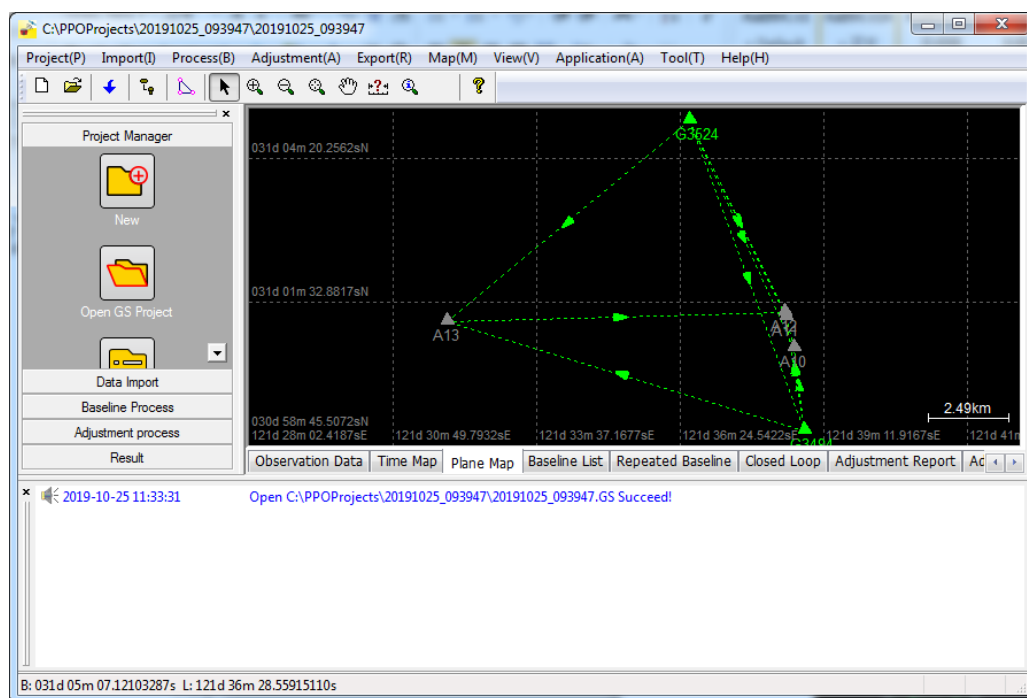 C:\PPOProjects\20191025_093947\20191025_093947
Project(P) Import(I) Process(B) Adjustment(A) Export(R) Map(M) View(V) Application(A) Tool(T) Help(H)
Project Manager
New
Open GS Project
Data Import
Baseline Process
Adjustment process
Result
G3624
031d 04m 20.2562sN
031d 01m 32.8817sN
A13
A10
2.49km
030d 58m 45.5072sN
121d 28m 02.4187sE 121d 30m 49.7932sE 121d 33m 37.1677sE 121d 36m 24.5422sE 121d 39m 11.9167sE 121d 41m
G3494
Observation Data Time Map Plane Map Baseline List Repeated Baseline Closed Loop Adjustment Report Ad
2019-10-25 11:33:31 Open C:\PPOProjects\20191025_093947\20191025_093947.GS Succeed!
B: 031d 05m 07.12103287s L: 121d 36m 28.55915110s